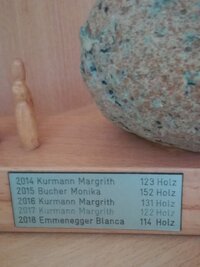 2014 Kurmann Margrith 123 Holz
2015 Bucher Monika 152 Holz
2016 Kurmann Margrith 131 Holz
2017 Kurmann Margrith 122 Holz
2018 Emmenegger Blanca 114 Holz